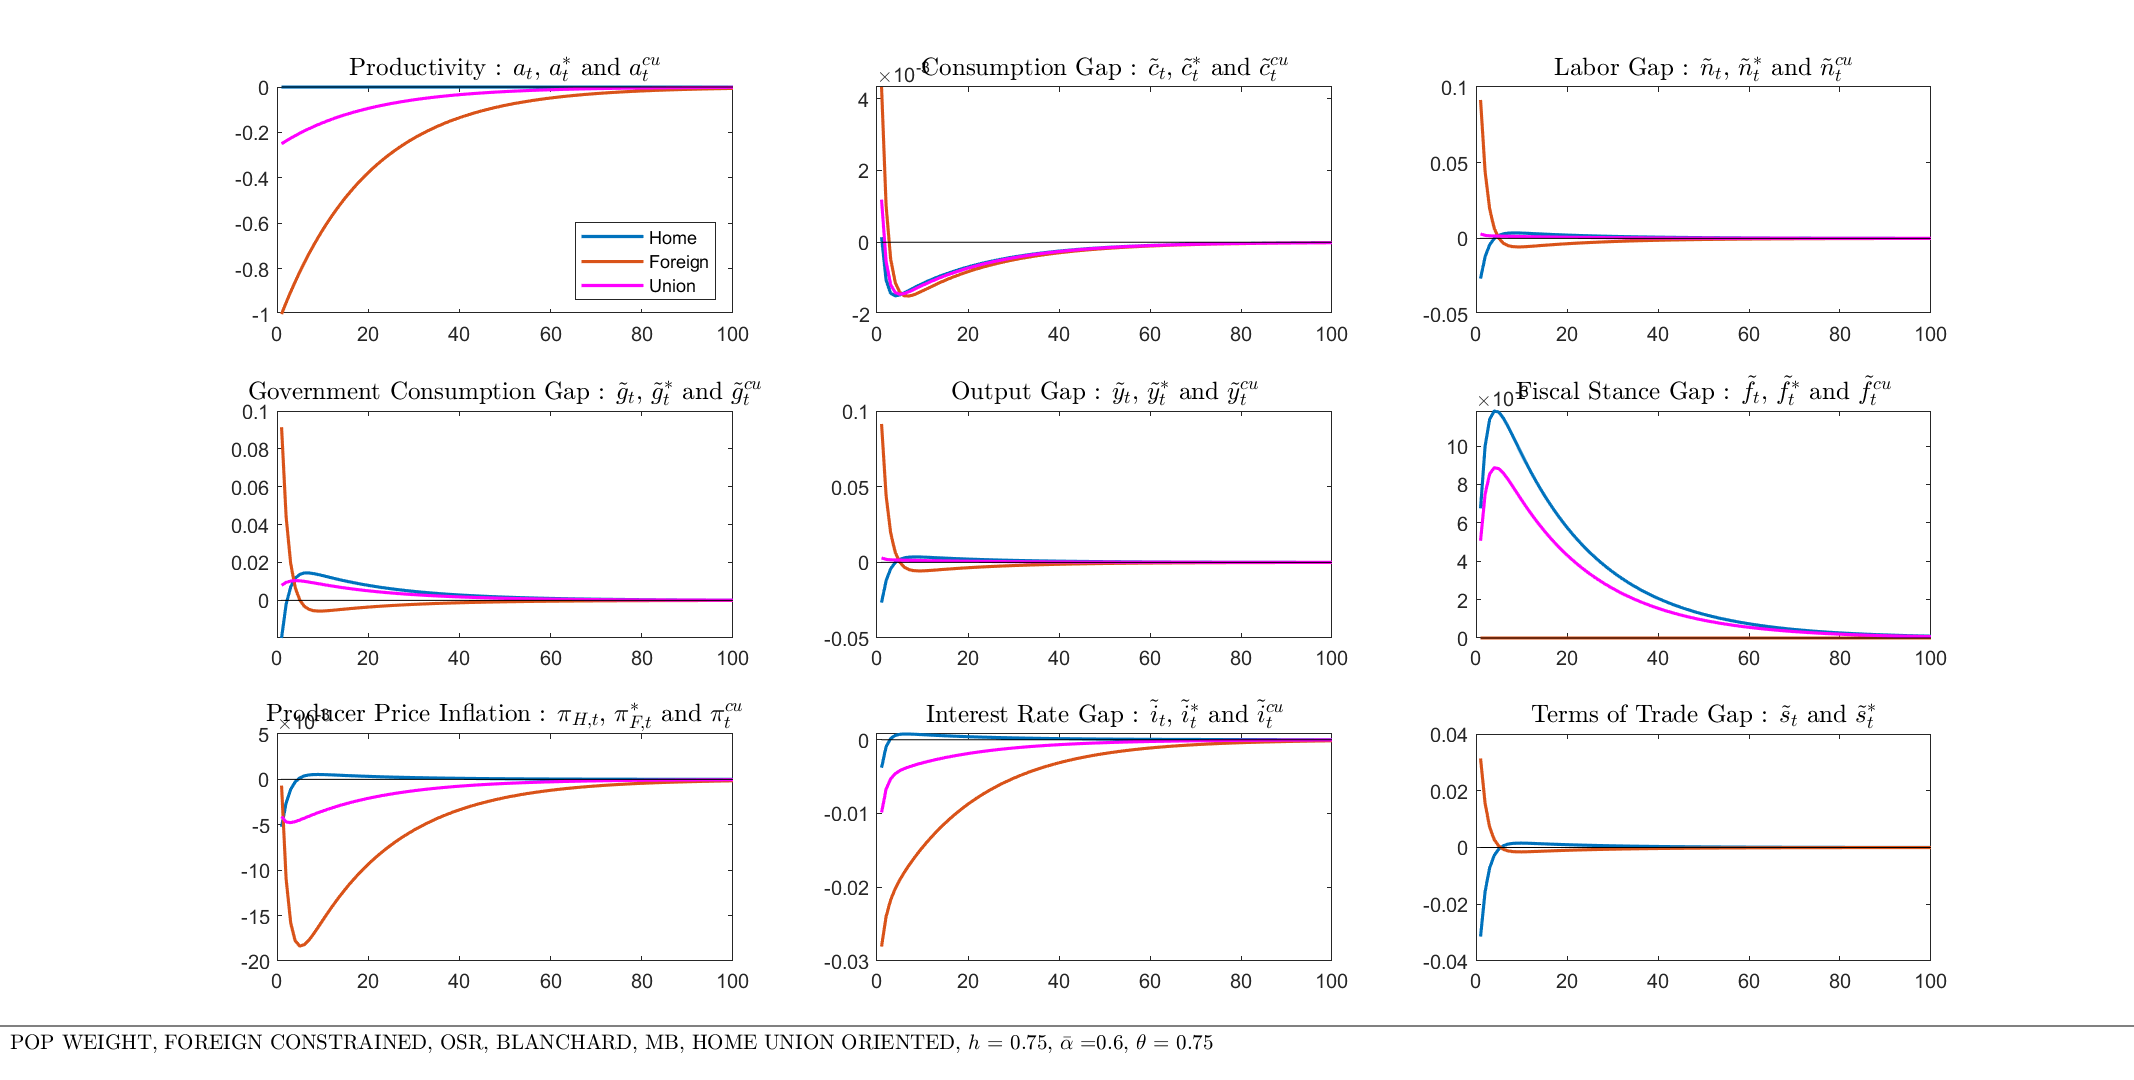 Productivity : a_t, a_t^* and a_t^{cu}
0
-0.2
-0.4
-0.6
-0.8
-1
0 20 40 60 80 100
Home
Foreign
Union
Consumption Gap : c̃_t, c̃_t^* and c̃_t^{cu}
4
2
0
-2
0 20 40 60 80 100
Labor Gap : ñ_t, ñ_t^* and ñ_t^{cu}
0.1
0.05
0
-0.05
0 20 40 60 80 100
Government Consumption Gap : g̃_t, g̃_t^* and g̃_t^{cu}
0.1
0.08
0.06
0.04
0.02
0
0 20 40 60 80 100
Output Gap : ỹ_t, ỹ_t^* and ỹ_t^{cu}
0.1
0.05
0
-0.05
0 20 40 60 80 100
Fiscal Stance Gap : f̃_t, f̃_t^* and f̃_t^{cu}
10
8
6
4
2
0
0 20 40 60 80 100
Producer Price Inflation : π_{H,t}, π_{F,t}^* and π_t^{cu}
5
0
-5
-10
-15
-20
0 20 40 60 80 100
Interest Rate Gap : ĩ_t, ĩ_t^* and ĩ_t^{cu}
0
-0.01
-0.02
-0.03
0 20 40 60 80 100
Terms of Trade Gap : s̃_t and s̃_t^*
0.04
0.02
0
-0.02
-0.04
0 20 40 60 80 100
POP WEIGHT, FOREIGN CONSTRAINED, OSR, BLANCHARD, MB, HOME UNION ORIENTED, h = 0.75, ᾱ =0.6, θ = 0.75